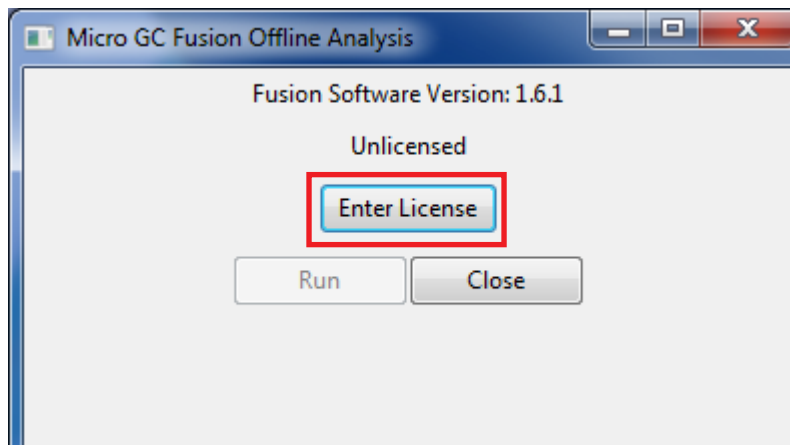 Micro GC Fusion Offline Analysis
Fusion Software Version: 1.6.1
Unlicensed
Enter License
Run Close